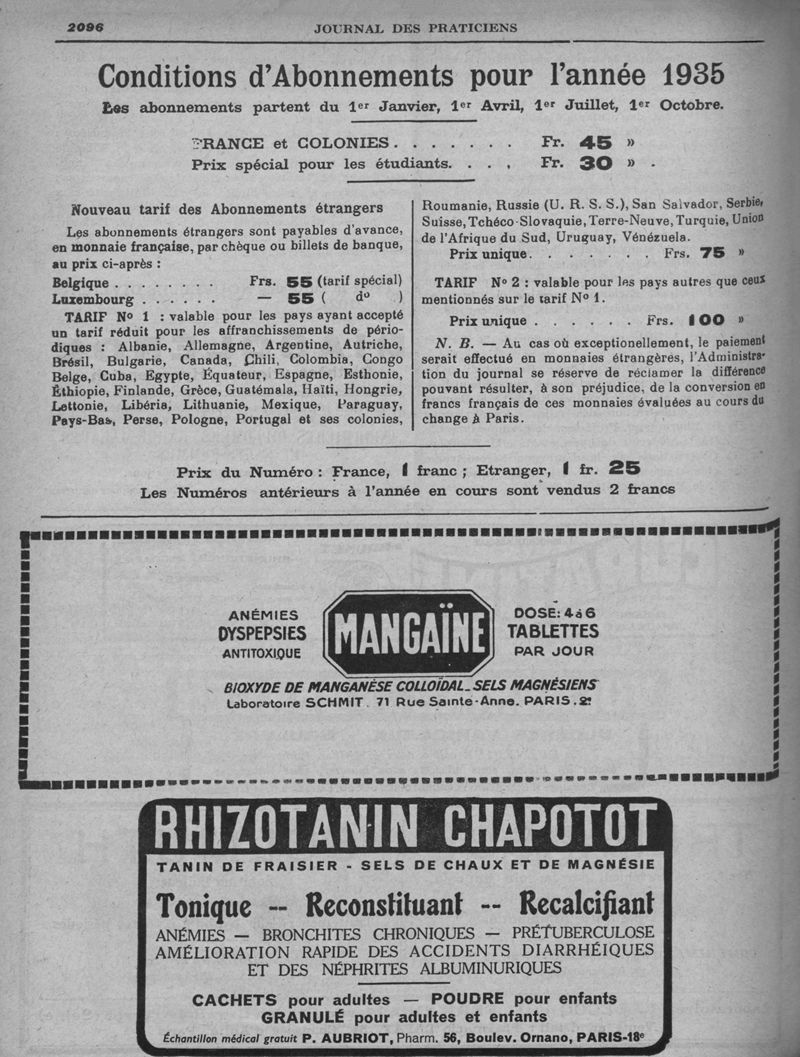 2096
JOURNAL DES PRATICIENS
Conditions d'Abonnements pour l'année 1935
Les abonnements partent du 1er Janvier, 1er Avril, 1er Juillet, 1er Octobre.
FRANCE et COLONIES . . . . . . . Fr. 45 »
Prix spécial pour les étudiants. . . . Fr. 30 » .
Nouveau tarif des Abonnements étrangers
Les abonnements étrangers sont payables d'avance,
en monnaie française, par chèque ou billets de banque,
au prix ci-après :
Belgique . . . . . . . . Frs. 55 (tarif spécial)
Luxembourg . . . . . . — 55 ( do )
TARIF No 1 : valable pour les pays ayant accepté
un tarif réduit pour les affranchissements de pério-
diques : Albanie, Allemagne, Argentine, Autriche,
Brésil, Bulgarie, Canada, Chili, Colombia, Congo
Belge, Cuba, Egypte, Équateur, Espagne, Esthonie,
Éthiopie, Finlande, Grèce, Guatémala, Haïti, Hongrie,
Lettonie, Libéria, Lithuanie, Mexique, Paraguay,
Pays-Bas, Perse, Pologne, Portugal et ses colonies,
Roumanie, Russie (U. R. S. S.), San Salvador, Serbie,
Suisse, Tchéco-Slovaquie, Terre-Neuve, Turquie, Union
de l'Afrique du Sud, Uruguay, Vénézuela.
Prix unique. . . . . . . . Frs. 75 »
TARIF No 2 : valable pour les pays autres que ceux
mentionnés sur le tarif No 1.
Prix unique . . . . . . Frs. 100 »
N. B. — Au cas où exceptionellement, le paiement
serait effectué en monnaies étrangères, l'Administra-
tion du journal se réserve de réclamer la différence
pouvant résulter, à son préjudice, de la conversion en
francs français de ces monnaies évaluées au cours du
change à Paris.
Prix du Numéro : France, 1 franc ; Etranger, 1 fr. 25
Les Numéros antérieurs à l'année en cours sont vendus 2 francs
ANÉMIES
DYSPEPSIES
ANTITOXIQUE
MANGAÏNE
DOSE: 4 à 6
TABLETTES
PAR JOUR
BIOXYDE DE MANGANÈSE COLLOÏDAL_SELS MAGNÉSIENS
Laboratoire SCHMIT. 71 Rue Sainte-Anne. PARIS.2e
RHIZOTANIN CHAPOTOT
TANIN DE FRAISIER - SELS DE CHAUX ET DE MAGNÉSIE
Tonique -- Reconstituant -- Recalcifiant
ANÉMIES — BRONCHITES CHRONIQUES — PRÉTUBERCULOSE
AMÉLIORATION RAPIDE DES ACCIDENTS DIARRHÉIQUES
ET DES NÉPHRITES ALBUMINURIQUES
CACHETS pour adultes — POUDRE pour enfants
GRANULÉ pour adultes et enfants
Échantillon médical gratuit P. AUBRIOT, Pharm. 56, Boulev. Ornano, PARIS-18e